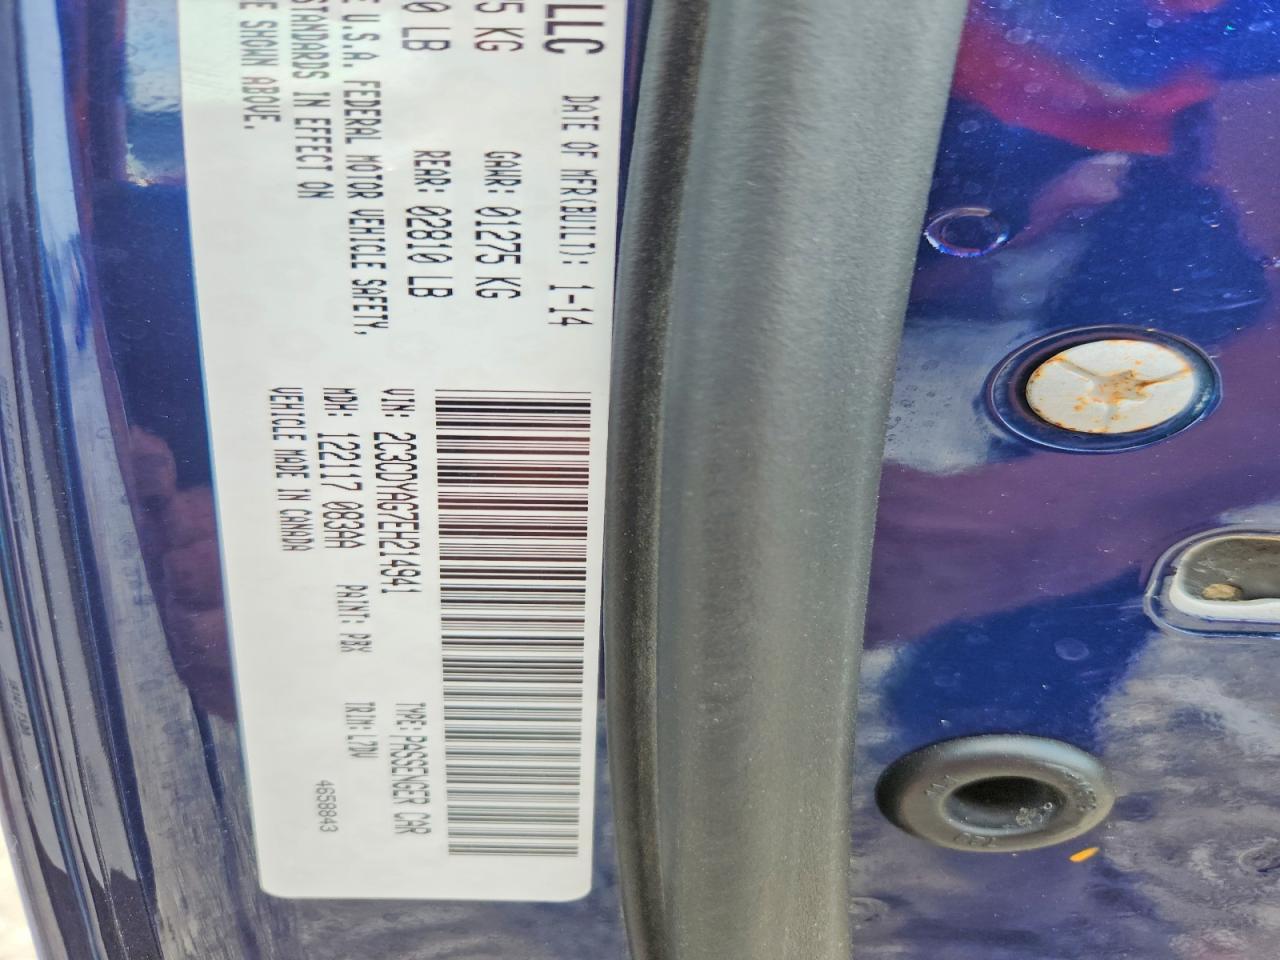 LLC DATE OF MFR(BUILT): 1-14
5 KG GAWR: 01275 KG
0 LB REAR: 02810 LB
E U.S.A. FEDERAL MOTOR VEHICLE SAFETY,
STANDARDS IN EFFECT ON
E SHOWN ABOVE.
VIN: 2C3CDYAG7EH214941 TYPE: PASSENGER CAR
MDH: 122117 083AA PAINT: PBX TRIM: L7DV
VEHICLE MADE IN CANADA 4658843